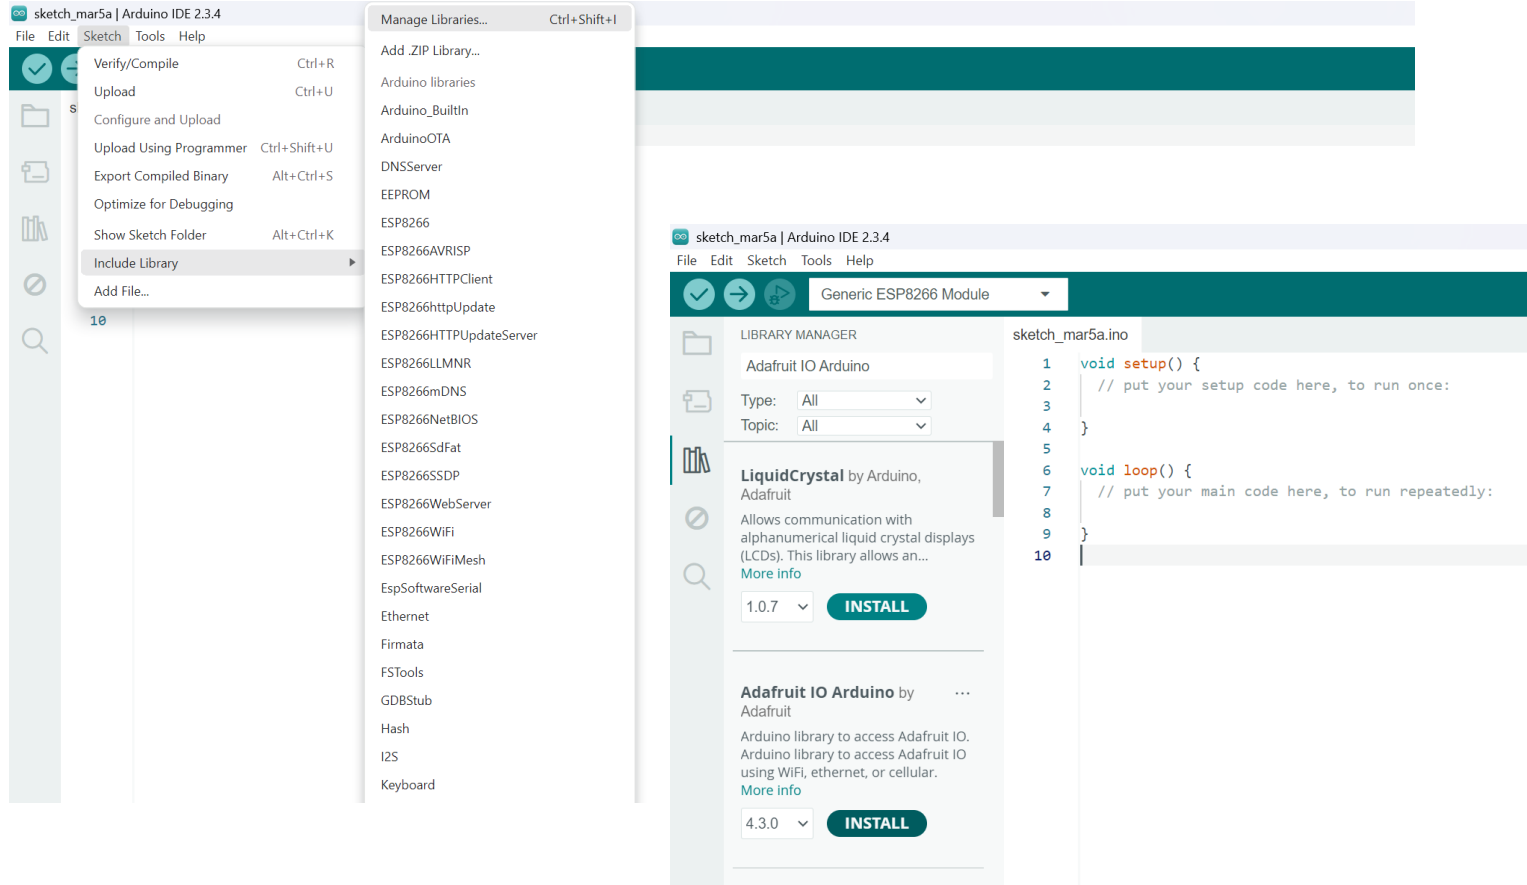 sketch_mar5a | Arduino IDE 2.3.4
File Edit Sketch Tools Help
Verify/Compile Ctrl+R
Upload Ctrl+U
Configure and Upload
Upload Using Programmer Ctrl+Shift+U
Export Compiled Binary Alt+Ctrl+S
Optimize for Debugging
Show Sketch Folder Alt+Ctrl+K
Include Library
Add File...
10
Manage Libraries... Ctrl+Shift+I
Add .ZIP Library...
Arduino libraries
Arduino_BuiltIn
ArduinoOTA
DNSServer
EEPROM
ESP8266
ESP8266AVRISP
ESP8266HTTPClient
ESP8266httpUpdate
ESP8266HTTPUpdateServer
ESP8266LLMNR
ESP8266mDNS
ESP8266NetBIOS
ESP8266SdFat
ESP8266SSDP
ESP8266WebServer
ESP8266WiFi
ESP8266WiFiMesh
EspSoftwareSerial
Ethernet
Firmata
FSTools
GDBStub
Hash
I2S
Keyboard
sketch_mar5a | Arduino IDE 2.3.4
File Edit Sketch Tools Help
Generic ESP8266 Module
LIBRARY MANAGER
Adafruit IO Arduino
Type: All
Topic: All
LiquidCrystal by Arduino,
Adafruit
Allows communication with
alphanumerical liquid crystal displays
(LCDs). This library allows an...
More info
1.0.7 INSTALL
Adafruit IO Arduino by ...
Adafruit
Arduino library to access Adafruit IO.
Arduino library to access Adafruit IO
using WiFi, ethernet, or cellular.
More info
4.3.0 INSTALL
sketch_mar5a.ino
1 void setup() {
2 // put your setup code here, to run once:
3
4 }
5
6 void loop() {
7 // put your main code here, to run repeatedly:
8
9 }
10